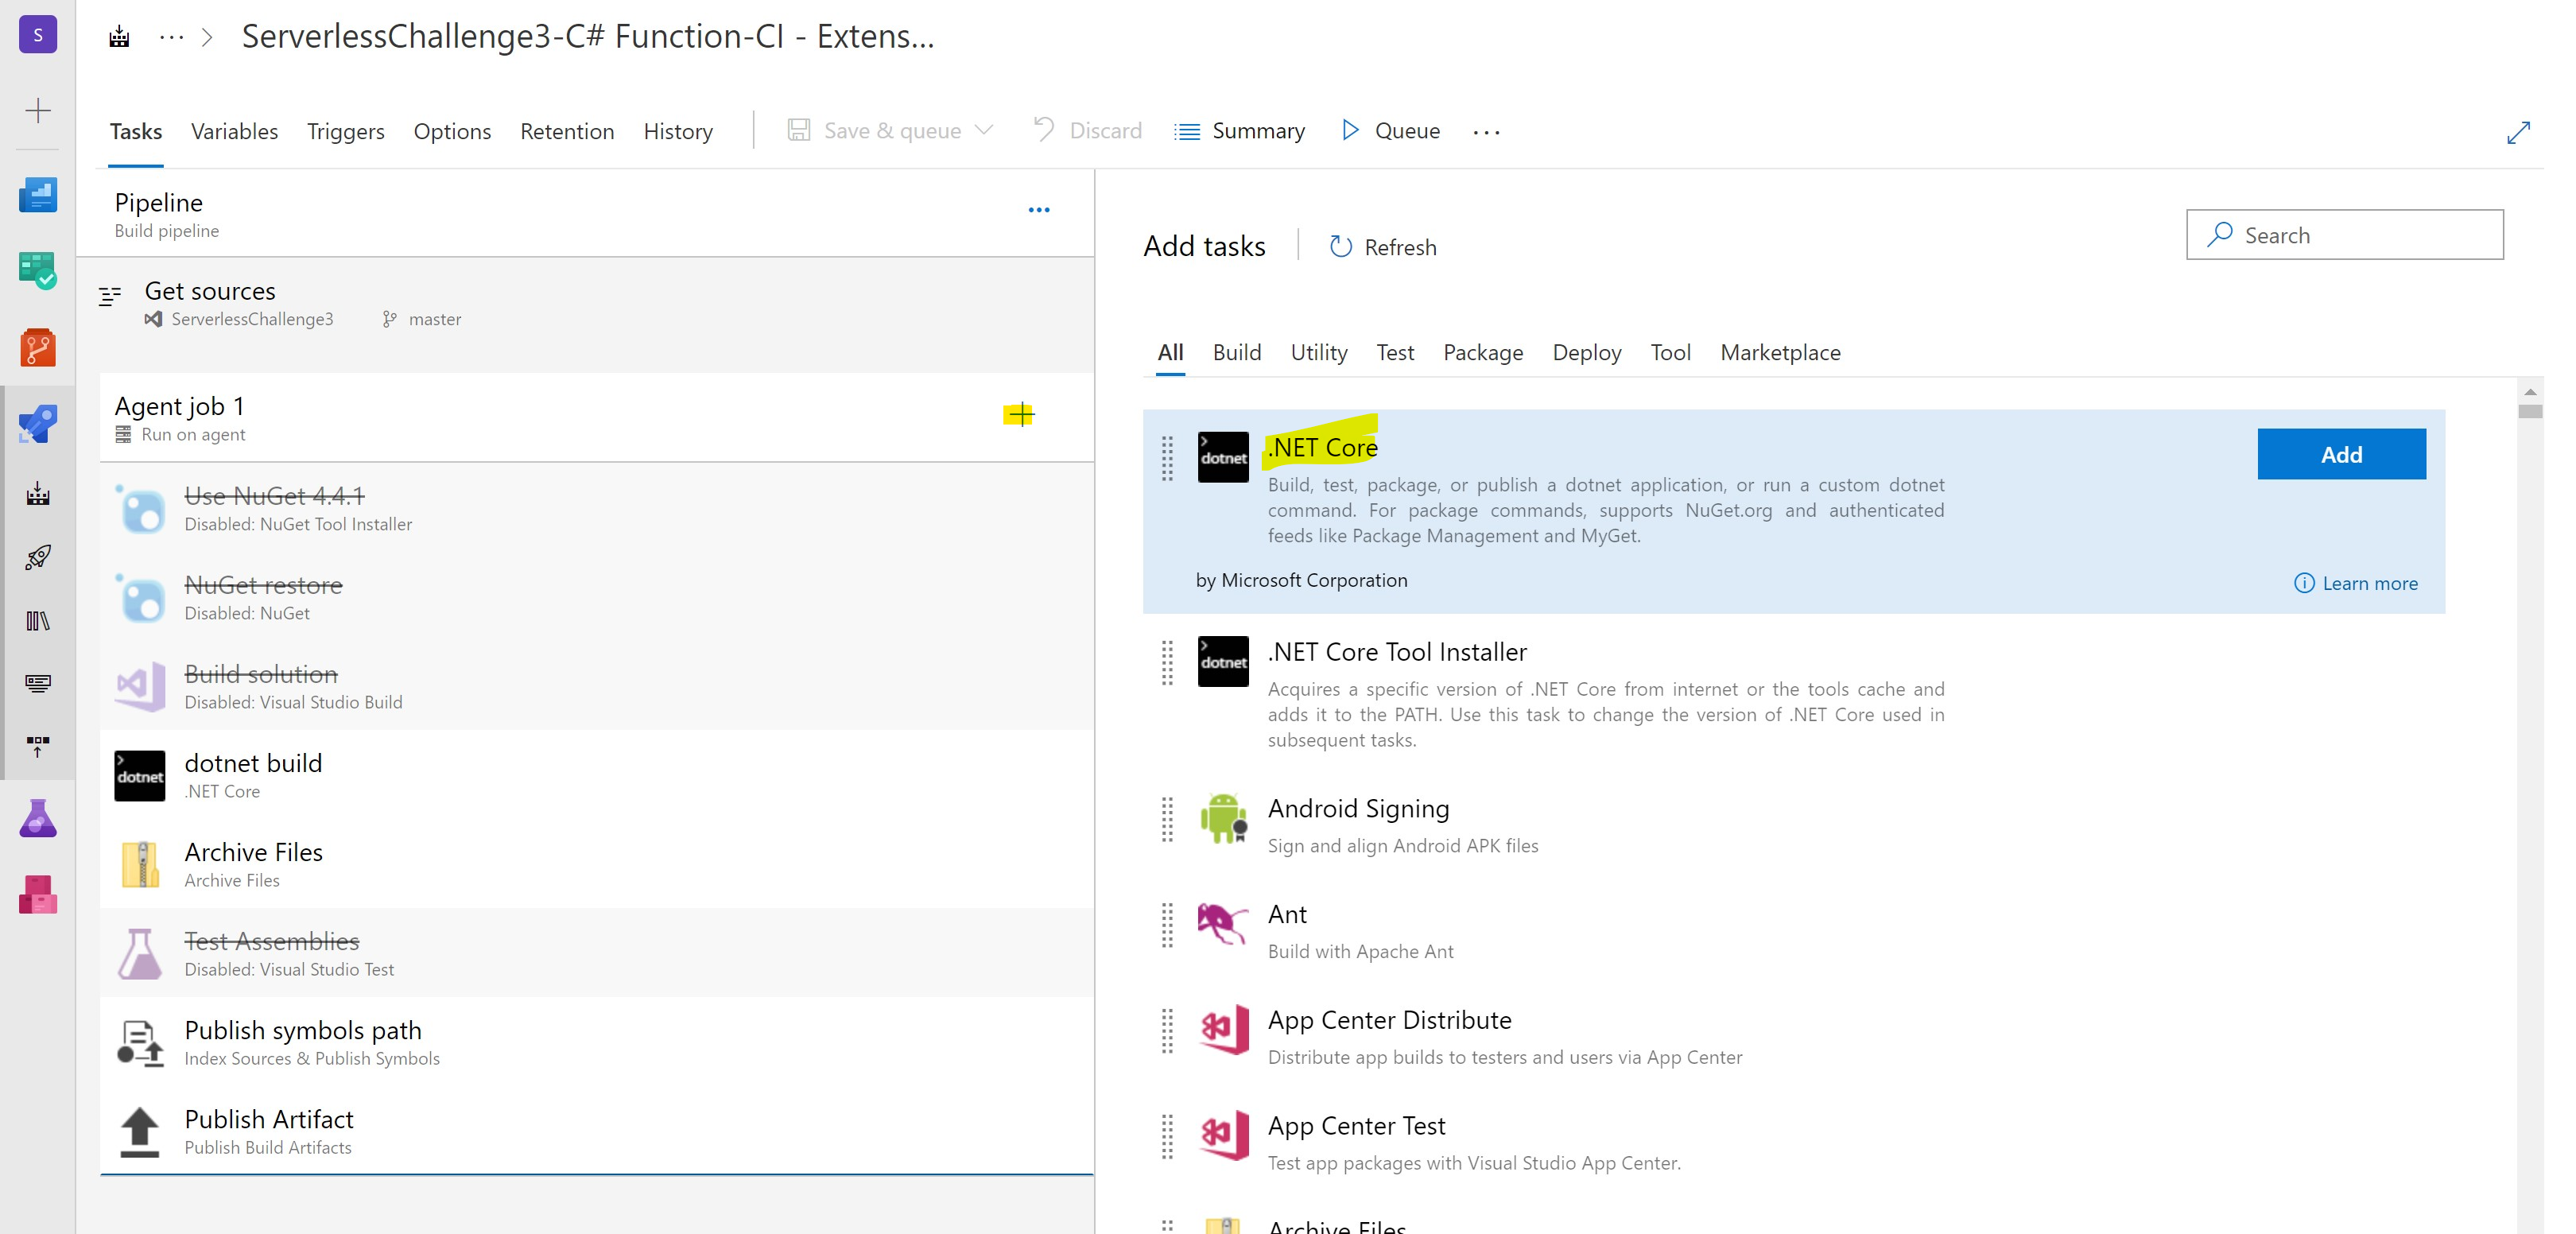 S
... > ServerlessChallenge3-C# Function-CI - Extens...
Tasks Variables Triggers Options Retention History Save & queue Discard Summary Queue ...
Pipeline
Build pipeline
Get sources
ServerlessChallenge3 master
Agent job 1
Run on agent
Use NuGet 4.4.1
Disabled: NuGet Tool Installer
NuGet restore
Disabled: NuGet
Build solution
Disabled: Visual Studio Build
dotnet
dotnet build
.NET Core
Archive Files
Archive Files
Test Assemblies
Disabled: Visual Studio Test
Publish symbols path
Index Sources & Publish Symbols
Publish Artifact
Publish Build Artifacts
Add tasks Refresh Search
All Build Utility Test Package Deploy Tool Marketplace
dotnet
.NET Core
Add
Build, test, package, or publish a dotnet application, or run a custom dotnet
command. For package commands, supports NuGet.org and authenticated
feeds like Package Management and MyGet.
by Microsoft Corporation Learn more
dotnet
.NET Core Tool Installer
Acquires a specific version of .NET Core from internet or the tools cache and
adds it to the PATH. Use this task to change the version of .NET Core used in
subsequent tasks.
Android Signing
Sign and align Android APK files
Ant
Build with Apache Ant
App Center Distribute
Distribute app builds to testers and users via App Center
App Center Test
Test app packages with Visual Studio App Center.
Archive Files